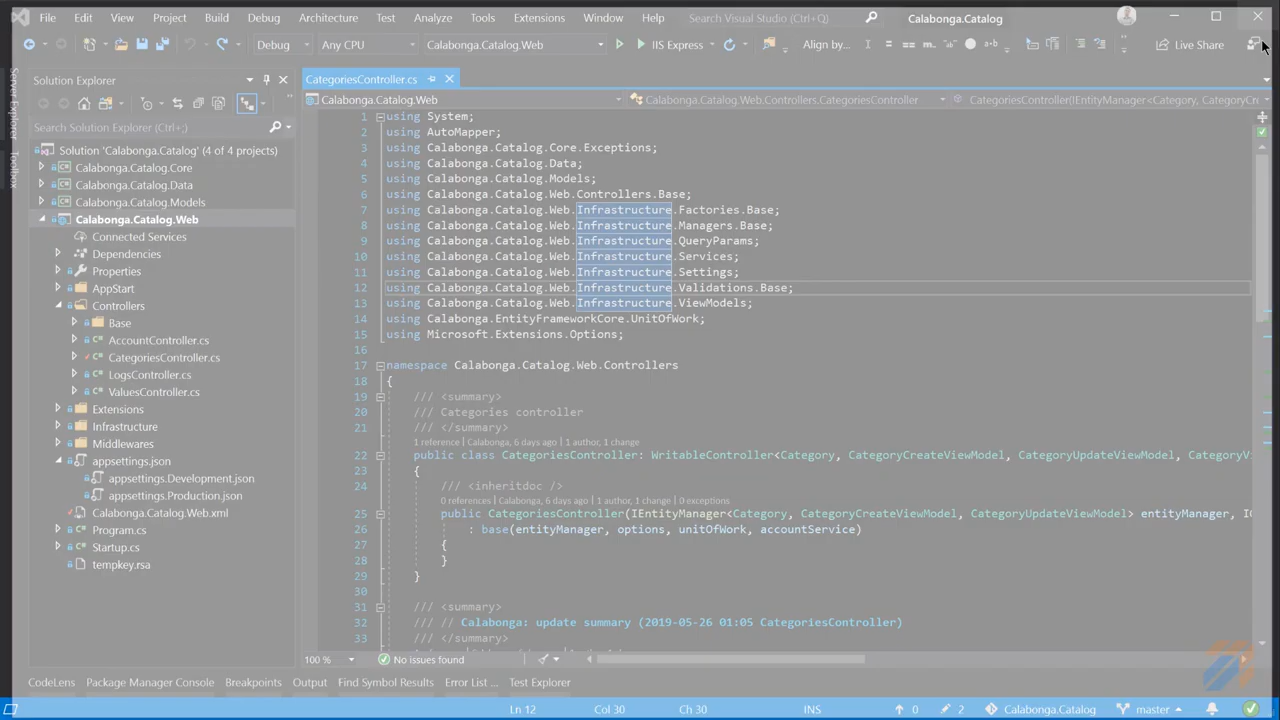 File Edit View Project Build Debug Architecture Test Analyze Tools Extensions Window Help Search Visual Studio (Ctrl+Q) Calabonga.Catalog
Debug Any CPU Calabonga.Catalog.Web IIS Express Align by... Live Share
Server Explorer
Toolbox
Solution Explorer
Search Solution Explorer (Ctrl+;)
Solution 'Calabonga.Catalog' (4 of 4 projects)
Calabonga.Catalog.Core
Calabonga.Catalog.Data
Calabonga.Catalog.Models
Calabonga.Catalog.Web
Connected Services
Dependencies
Properties
AppStart
Controllers
Base
AccountController.cs
CategoriesController.cs
LogsController.cs
ValuesController.cs
Extensions
Infrastructure
Middlewares
appsettings.json
appsettings.Development.json
appsettings.Production.json
Calabonga.Catalog.Web.xml
Program.cs
Startup.cs
tempkey.rsa
CategoriesController.cs
Calabonga.Catalog.Web Calabonga.Catalog.Web.Controllers.CategoriesController CategoriesController(IEntityManager<Category, CategoryCre
1 using System;
2 using AutoMapper;
3 using Calabonga.Catalog.Core.Exceptions;
4 using Calabonga.Catalog.Data;
5 using Calabonga.Catalog.Models;
6 using Calabonga.Catalog.Web.Controllers.Base;
7 using Calabonga.Catalog.Web.Infrastructure.Factories.Base;
8 using Calabonga.Catalog.Web.Infrastructure.Managers.Base;
9 using Calabonga.Catalog.Web.Infrastructure.QueryParams;
10 using Calabonga.Catalog.Web.Infrastructure.Services;
11 using Calabonga.Catalog.Web.Infrastructure.Settings;
12 using Calabonga.Catalog.Web.Infrastructure.Validations.Base;
13 using Calabonga.Catalog.Web.Infrastructure.ViewModels;
14 using Calabonga.EntityFrameworkCore.UnitOfWork;
15 using Microsoft.Extensions.Options;
16
17 namespace Calabonga.Catalog.Web.Controllers
18 {
19 /// <summary>
20 /// Categories controller
21 /// </summary>
1 reference | Calabonga, 6 days ago | 1 author, 1 change
22 public class CategoriesController: WritableController<Category, CategoryCreateViewModel, CategoryUpdateViewModel, CategoryV
23 {
24 /// <inheritdoc />
0 references | Calabonga, 6 days ago | 1 author, 1 change | 0 exceptions
25 public CategoriesController(IEntityManager<Category, CategoryCreateViewModel, CategoryUpdateViewModel> entityManager, IC
26 : base(entityManager, options, unitOfWork, accountService)
27 {
28 }
29 }
30
31 /// <summary>
32 /// // Calabonga: update summary (2019-05-26 01:05 CategoriesController)
33 /// </summary>
100 % No issues found
CodeLens Package Manager Console Breakpoints Output Find Symbol Results Error List ... Test Explorer
Ln 12 Col 30 Ch 30 INS 0 2 Calabonga.Catalog master